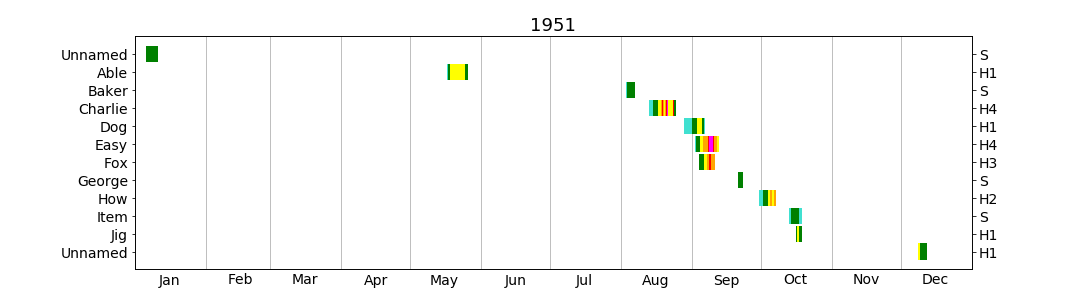 1951
Unnamed S
Able H1
Baker S
Charlie H4
Dog H1
Easy H4
Fox H3
George S
How H2
Item S
Jig H1
Unnamed H1
Jan Feb Mar Apr May Jun Jul Aug Sep Oct Nov Dec